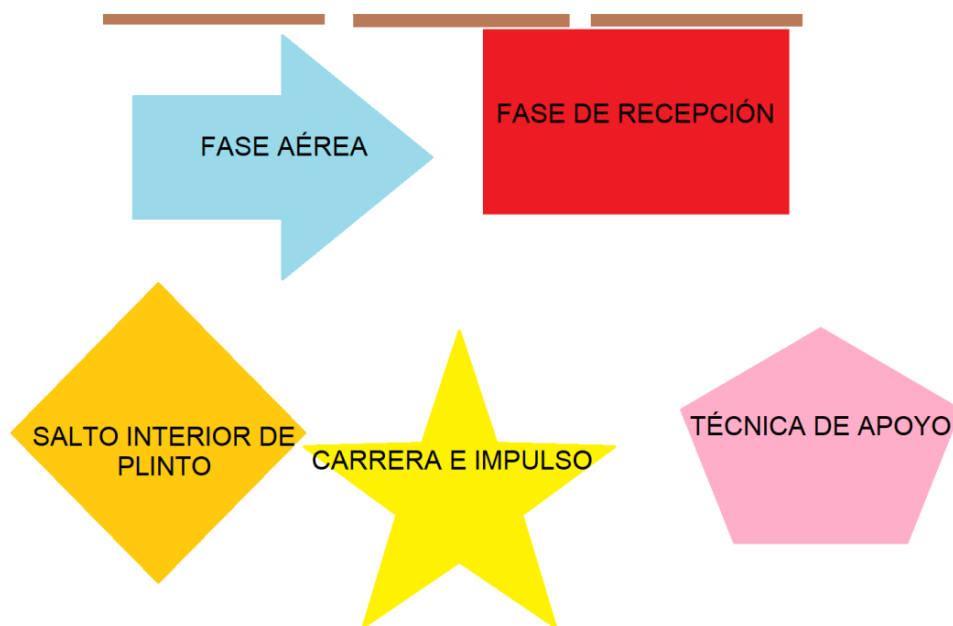 FASE AÉREA
FASE DE RECEPCIÓN
SALTO INTERIOR DE
PLINTO
CARRERA E IMPULSO
TÉCNICA DE APOYO